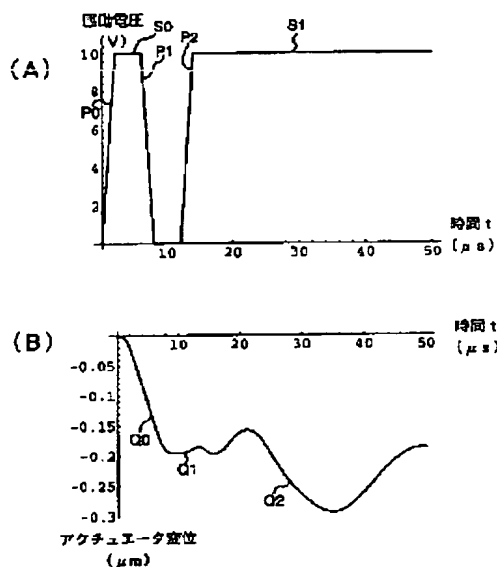 駆動電圧
(V)
S0
P1
P2
S1
(A)
10
8
P0
6
4
2
10
20
30
40
50
時間 t
(μs)
(B)
時間 t
(μs)
10
20
30
40
50
-0.05
-0.1
-0.15
-0.2
-0.25
-0.3
Q0
Q1
Q2
アクチュエータ変位
(μm)